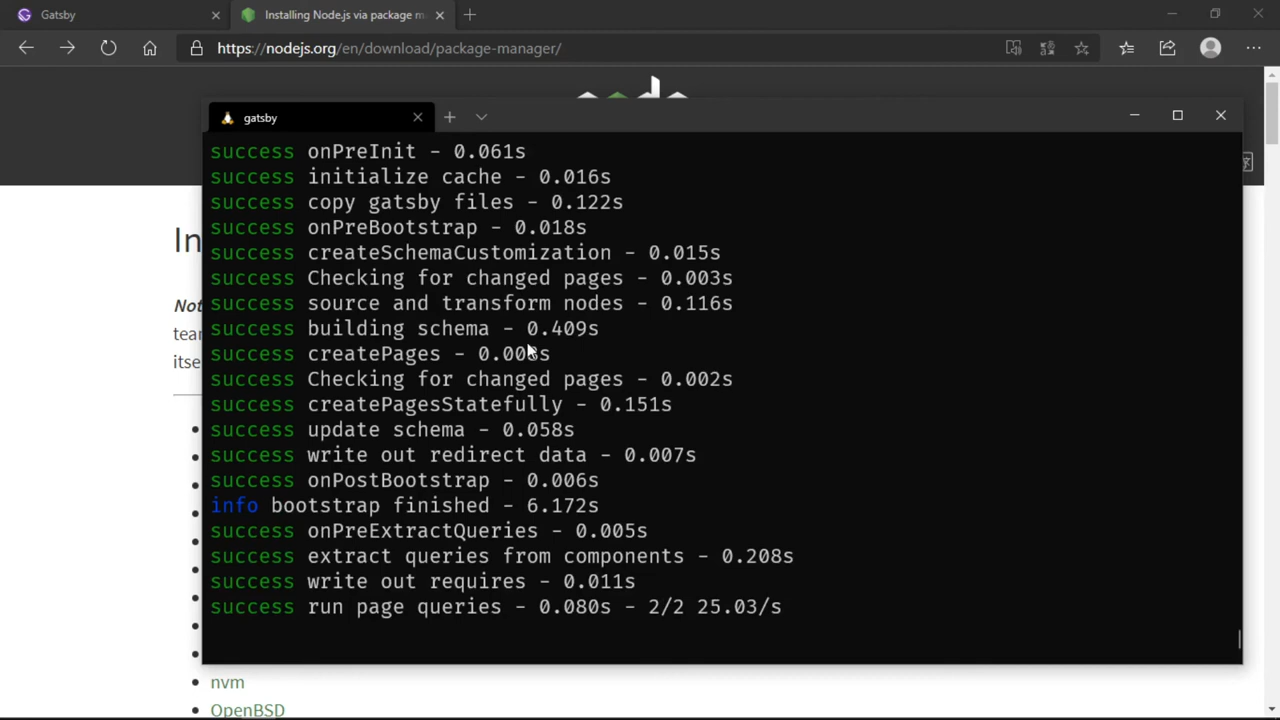 Gatsby
Installing Node.js via package m
https://nodejs.org/en/download/package-manager/
gatsby
success onPreInit - 0.061s
success initialize cache - 0.016s
success copy gatsby files - 0.122s
success onPreBootstrap - 0.018s
success createSchemaCustomization - 0.015s
success Checking for changed pages - 0.003s
success source and transform nodes - 0.116s
success building schema - 0.409s
success createPages -
success Checking for changed pages - 0.002s
success createPagesStatefully - 0.151s
success update schema - 0.058s
success write out redirect data - 0.007s
success onPostBootstrap - 0.006s
info bootstrap finished - 6.172s
success onPreExtractQueries - 0.005s
success extract queries from components - 0.208s
success write out requires - 0.011s
success run page queries - 0.080s - 2/2 25.03/s
In
Not
tear
itse
nvm
OpenBSD